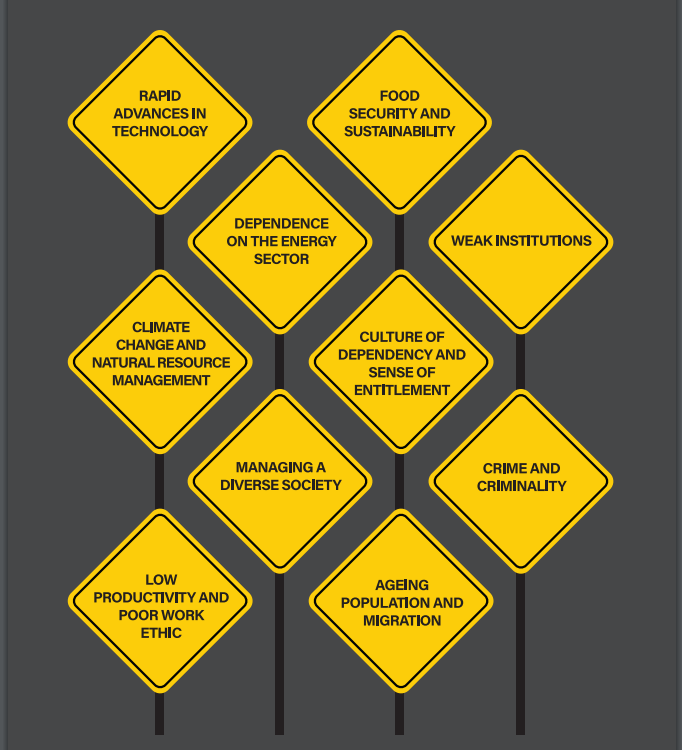 RAPID
ADVANCES IN
TECHNOLOGY
FOOD
SECURITY AND
SUSTAINABILITY
DEPENDENCE
ON THE ENERGY
SECTOR
WEAK INSTITUTIONS
CLIMATE
CHANGE AND
NATURAL RESOURCE
MANAGEMENT
CULTURE OF
DEPENDENCY AND
SENSE OF
ENTITLEMENT
MANAGING A
DIVERSE SOCIETY
CRIME AND
CRIMINALITY
LOW
PRODUCTIVITY AND
POOR WORK
ETHIC
AGEING
POPULATION AND
MIGRATION